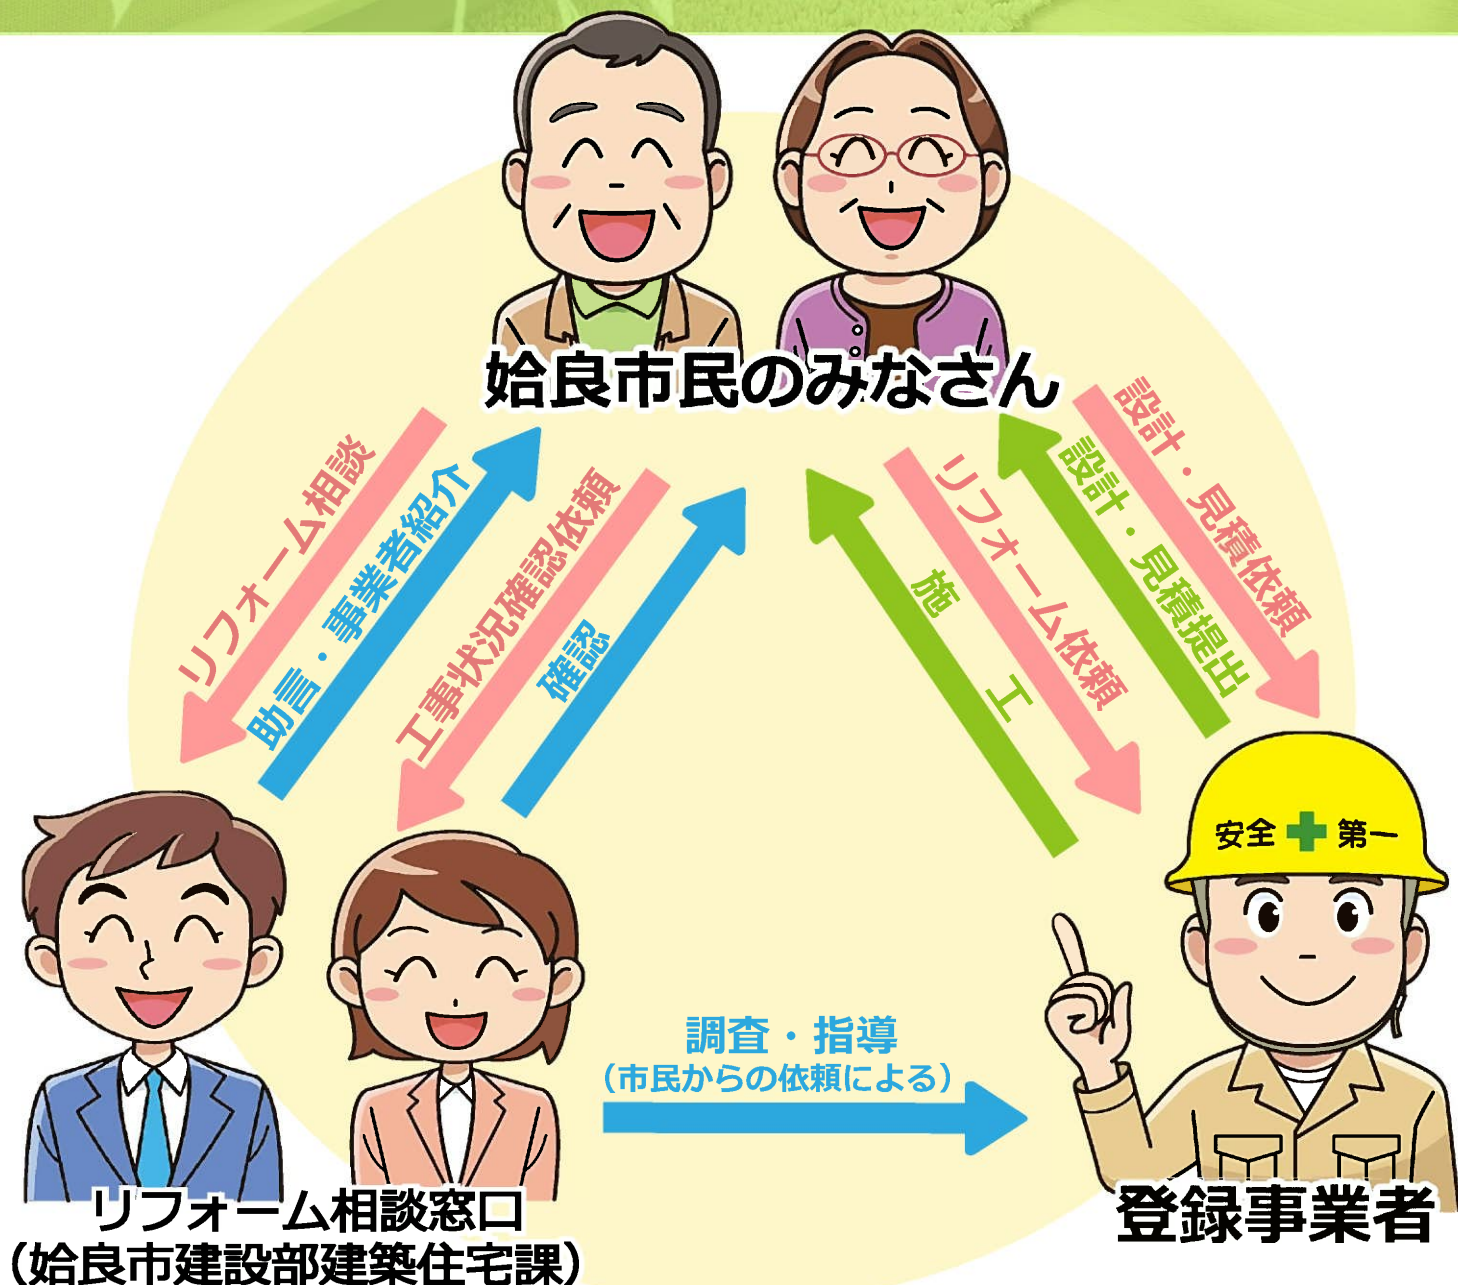 始良市民のみなさん
リフォーム相談
助言・事業者紹介
工事状況確認依頼
確認
施工
リフォーム依頼
設計・見積提出
設計・見積依頼
安全 第一
調査・指導
（市民からの依頼による）
リフォーム相談窓口
（姶良市建設部建築住宅課）
登録事業者